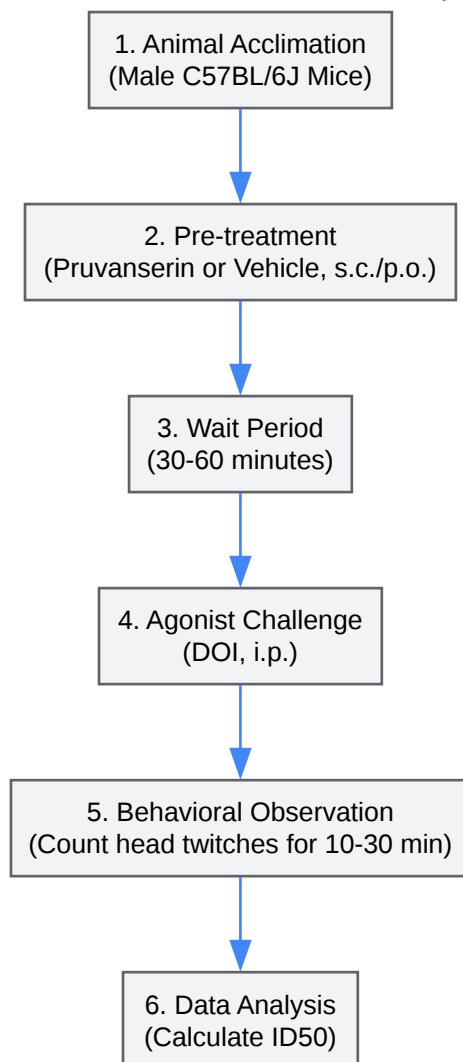 1. Animal Acclimation
(Male C57BL/6J Mice)
2. Pre-treatment
(Pruvanserin or Vehicle, s.c./p.o.)
3. Wait Period
(30-60 minutes)
4. Agonist Challenge
(DOI, i.p.)
5. Behavioral Observation
(Count head twitches for 10-30 min)
6. Data Analysis
(Calculate ID50)